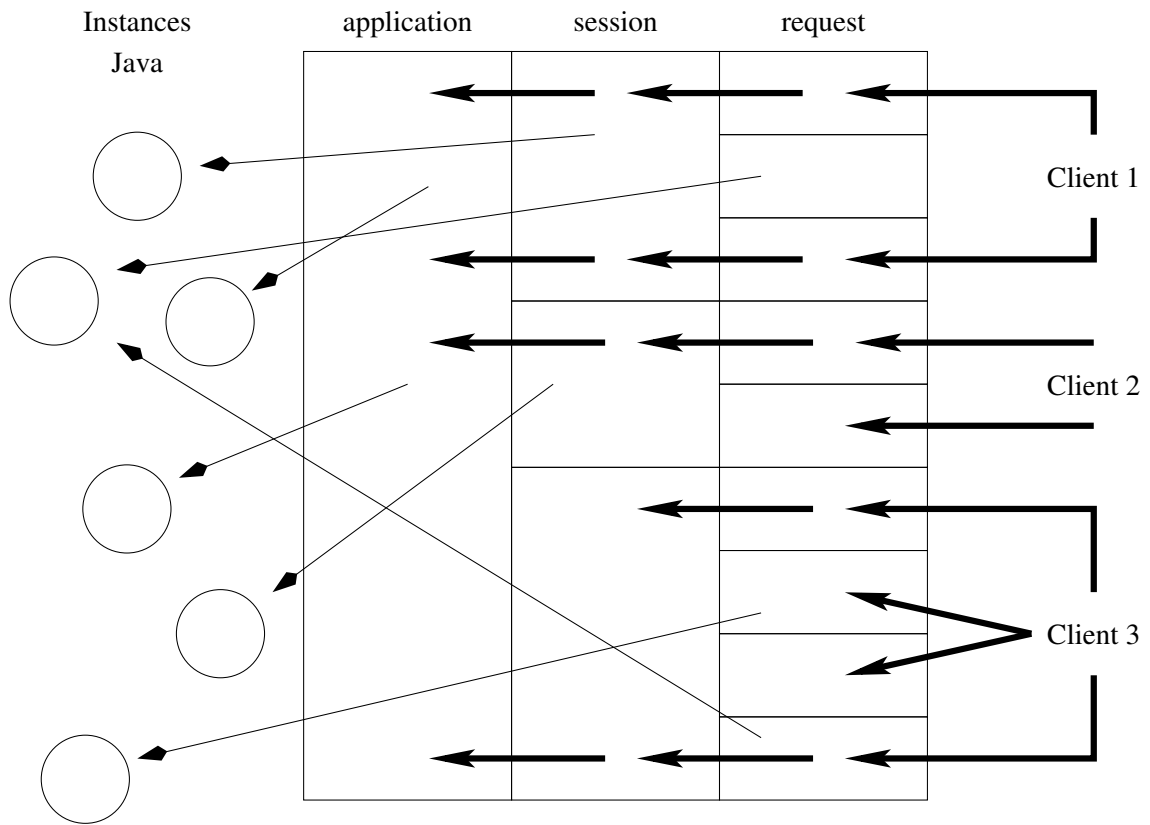 Instances
Java
application
session
request
Client 1
Client 2
Client 3